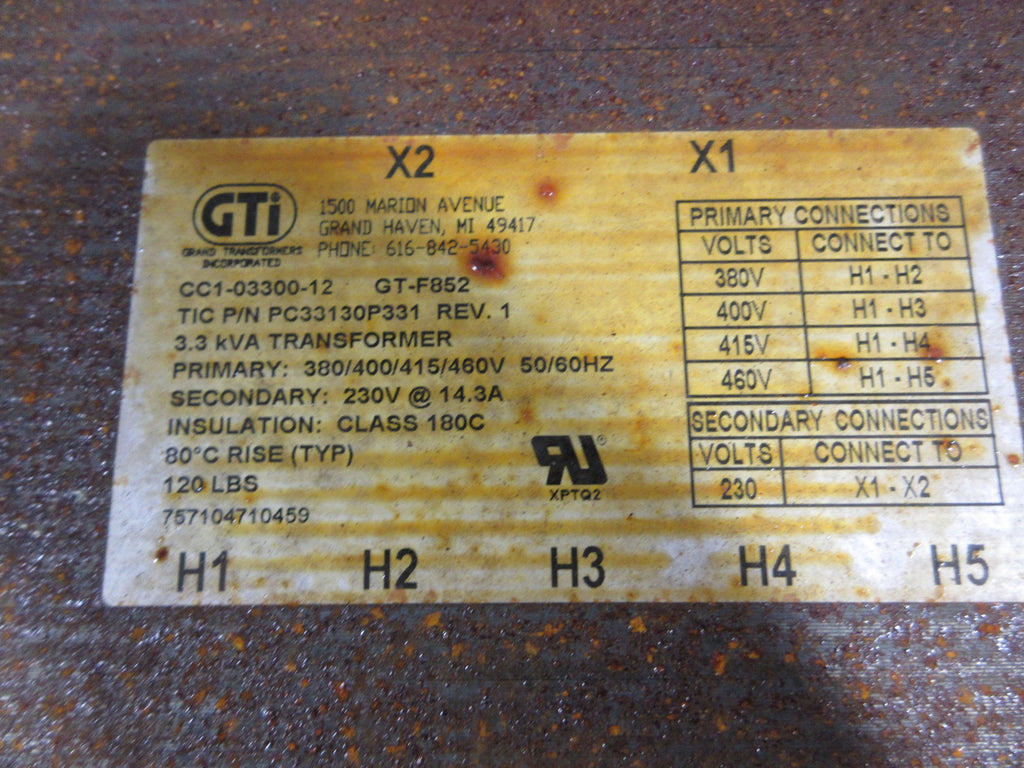 X2 X1
GTi
GRAND TRANSFORMERS
INCORPORATED
1500 MARION AVENUE
GRAND HAVEN, MI 49417
PHONE: 616-842-5430
CC1-03300-12 GT-F852
TIC P/N PC33130P331 REV. 1
3.3 kVA TRANSFORMER
PRIMARY: 380/400/415/460V 50/60HZ
SECONDARY: 230V @ 14.3A
INSULATION: CLASS 180C
80°C RISE (TYP)
120 LBS
757104710459
RU®
XPTQ2
PRIMARY CONNECTIONS
VOLTS CONNECT TO
380V H1 - H2
400V H1 - H3
415V H1 - H4
460V H1 - H5
SECONDARY CONNECTIONS
VOLTS CONNECT TO
230 X1 - X2
H1 H2 H3 H4 H5